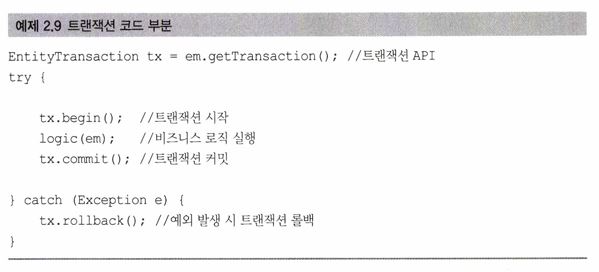 예제 2.9 트랜잭션 코드 부분
EntityTransaction tx = em.getTransaction(); //트랜잭션 API
try {
    tx.begin();  //트랜잭션 시작
    logic(em);   //비즈니스 로직 실행
    tx.commit(); //트랜잭션 커밋
} catch (Exception e) {
    tx.rollback(); //예외 발생 시 트랜잭션 롤백
}